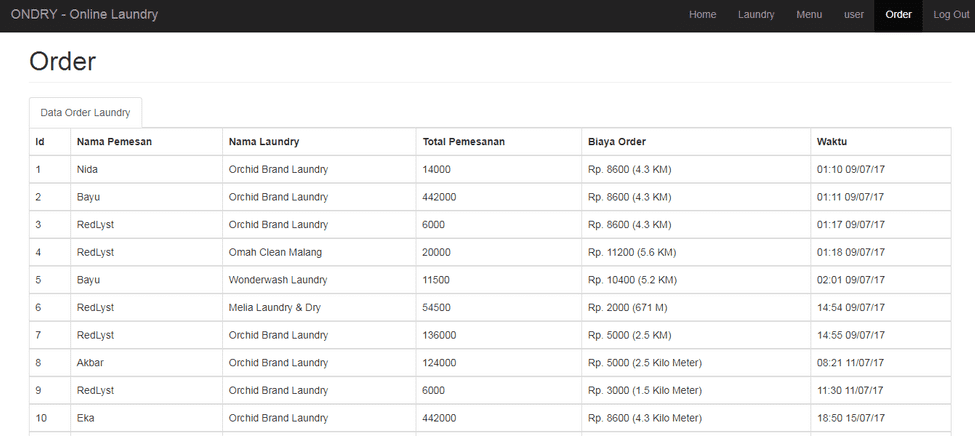 ONDRY - Online Laundry Home Laundry Menu user Order Log Out
Order
Data Order Laundry
Id Nama Pemesan Nama Laundry Total Pemesanan Biaya Order Waktu
1 Nida Orchid Brand Laundry 14000 Rp. 8600 (4.3 KM) 01:10 09/07/17
2 Bayu Orchid Brand Laundry 442000 Rp. 8600 (4.3 KM) 01:11 09/07/17
3 RedLyst Orchid Brand Laundry 6000 Rp. 8600 (4.3 KM) 01:17 09/07/17
4 RedLyst Omah Clean Malang 20000 Rp. 11200 (5.6 KM) 01:18 09/07/17
5 Bayu Wonderwash Laundry 11500 Rp. 10400 (5.2 KM) 02:01 09/07/17
6 RedLyst Melia Laundry & Dry 54500 Rp. 2000 (671 M) 14:54 09/07/17
7 RedLyst Orchid Brand Laundry 136000 Rp. 5000 (2.5 KM) 14:55 09/07/17
8 Akbar Orchid Brand Laundry 124000 Rp. 5000 (2.5 Kilo Meter) 08:21 11/07/17
9 RedLyst Orchid Brand Laundry 6000 Rp. 3000 (1.5 Kilo Meter) 11:30 11/07/17
10 Eka Orchid Brand Laundry 442000 Rp. 8600 (4.3 Kilo Meter) 18:50 15/07/17